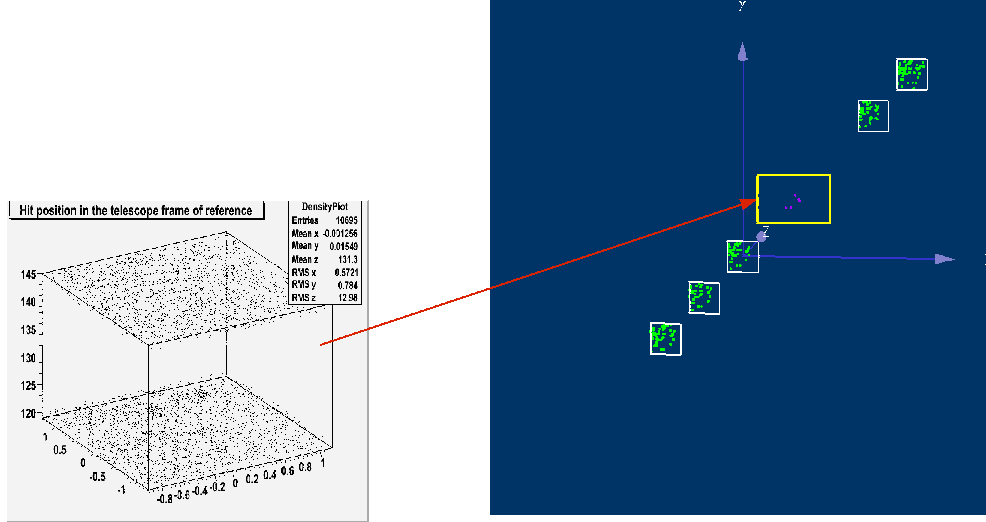 Y
Hit position in the telescope frame of reference
DensityPlot
Entries 10695
Mean x -0.001256
Mean y 0.01549
Mean z 131.3
RMS x 0.5721
RMS y 0.784
RMS z 12.98
Z
145
140
135
130
125
120
1
0.5
0
-0.5
-1
-0.8 -0.6 -0.4 -0.2 0 0.2 0.4 0.6 0.8 1